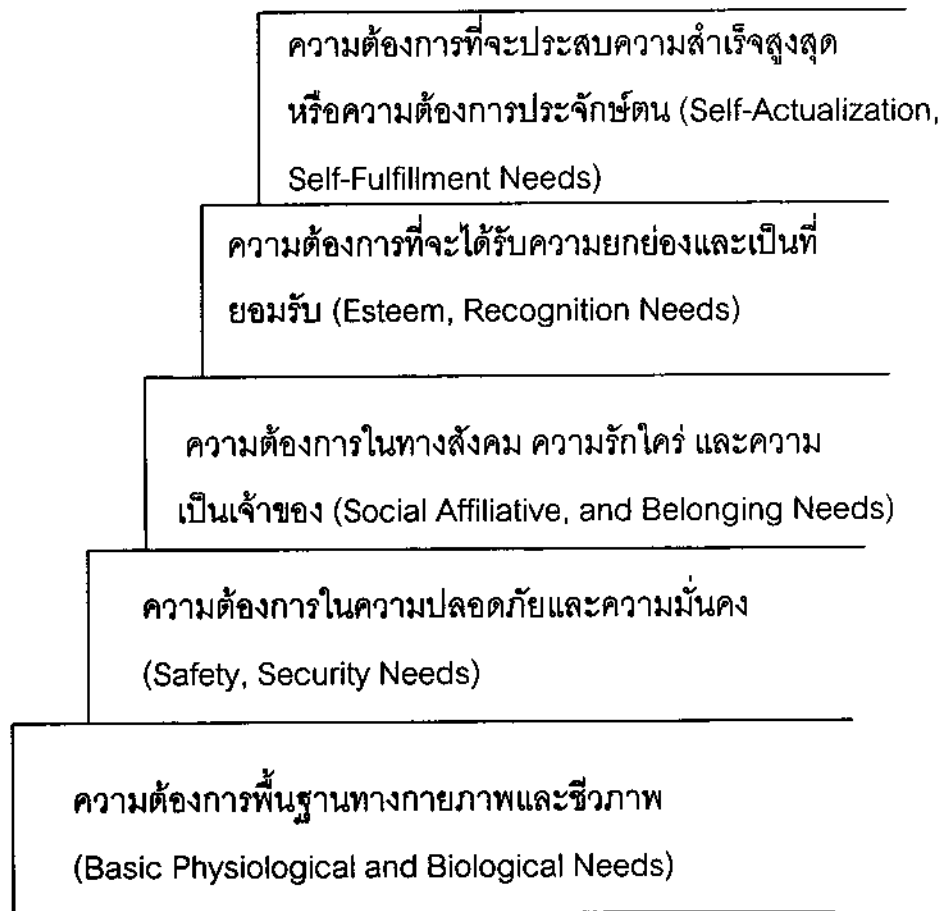 ความต้องการที่จะประสบความสำเร็จสูงสุด
หรือความต้องการประจักษ์ตน (Self-Actualization,
Self-Fulfillment Needs)
ความต้องการที่จะได้รับความยกย่องและเป็นที่
ยอมรับ (Esteem, Recognition Needs)
ความต้องการในทางสังคม ความรักใคร่ และความ
เป็นเจ้าของ (Social Affiliative, and Belonging Needs)
ความต้องการในความปลอดภัยและความมั่นคง
(Safety, Security Needs)
ความต้องการพื้นฐานทางกายภาพและชีวภาพ
(Basic Physiological and Biological Needs)